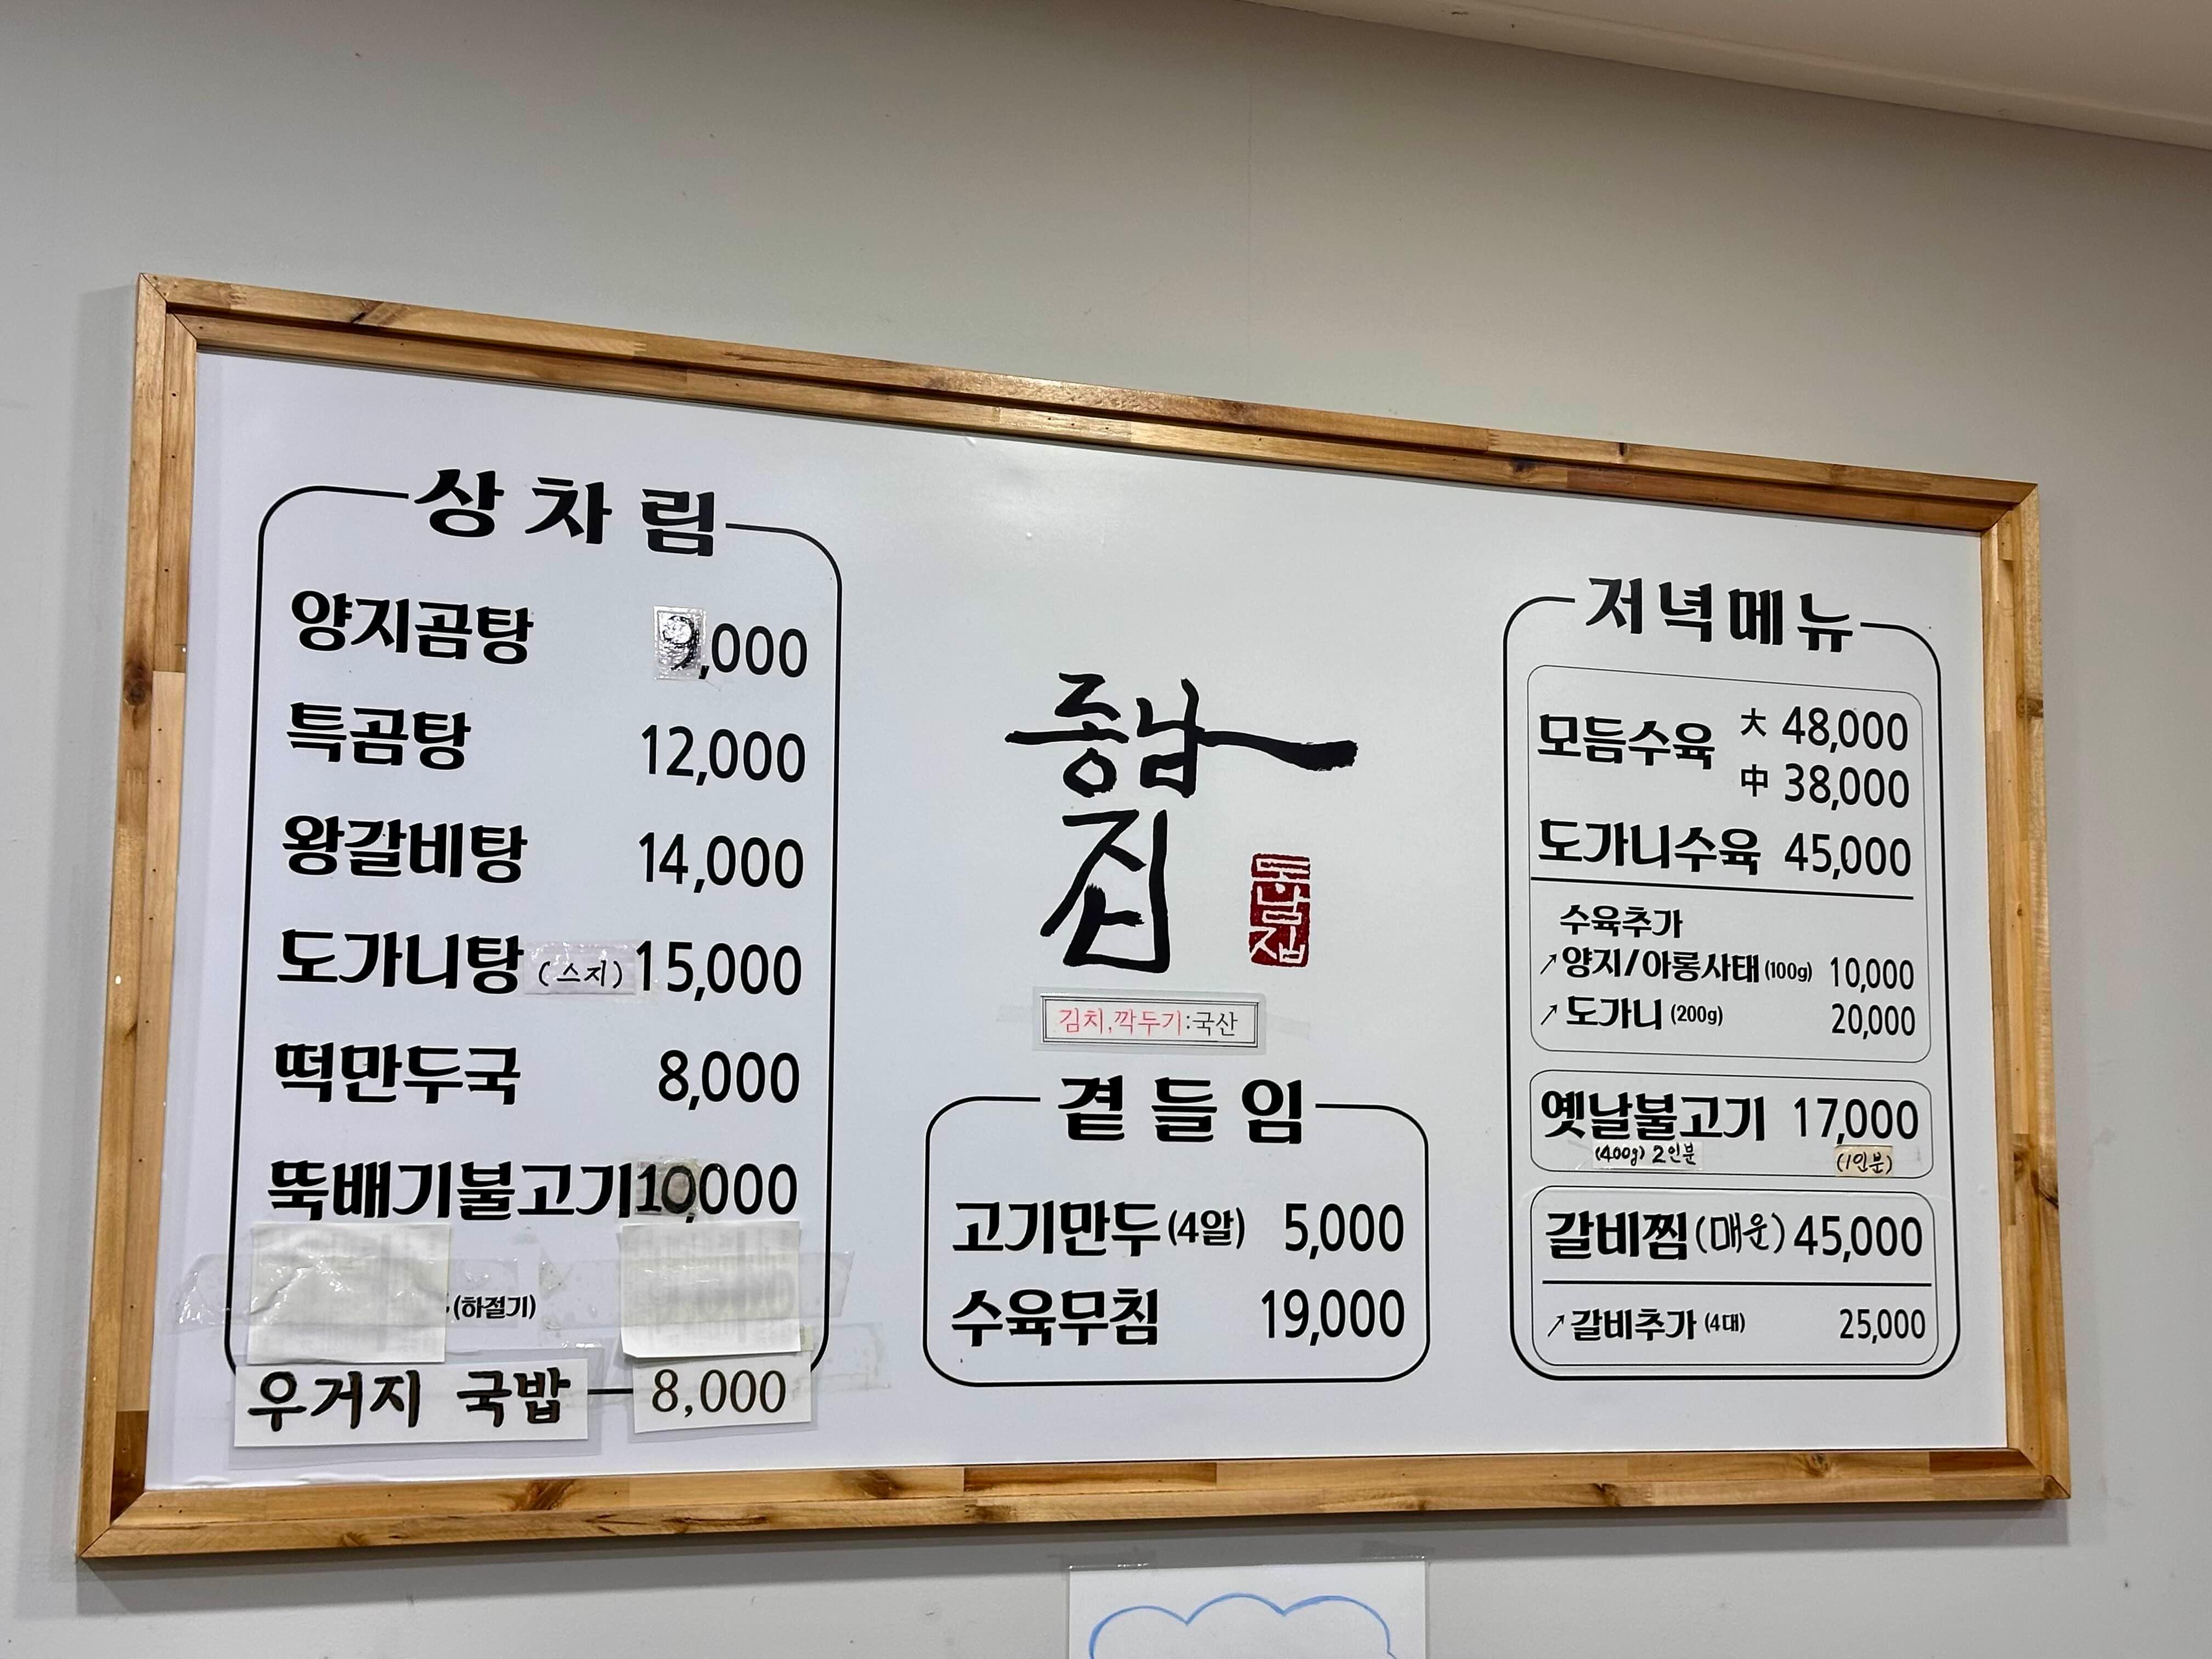 상차림
양지곰탕 9,000
특곰탕 12,000
왕갈비탕 14,000
도가니탕 (스지) 15,000
떡만두국 8,000
뚝배기불고기 10,000
(하절기)
우거지 국밥 — 8,000
종남
집
김치,깍두기:국산
곁들임
고기만두(4알) 5,000
수육무침 19,000
저녁메뉴
모듬수육 大 48,000
中 38,000
도가니수육 45,000
수육추가
↗양지/아롱사태(100g) 10,000
↗도가니(200g) 20,000
옛날불고기 17,000
(400g) 2인분 (1인분)
갈비찜(매운) 45,000
↗갈비추가(4대) 25,000